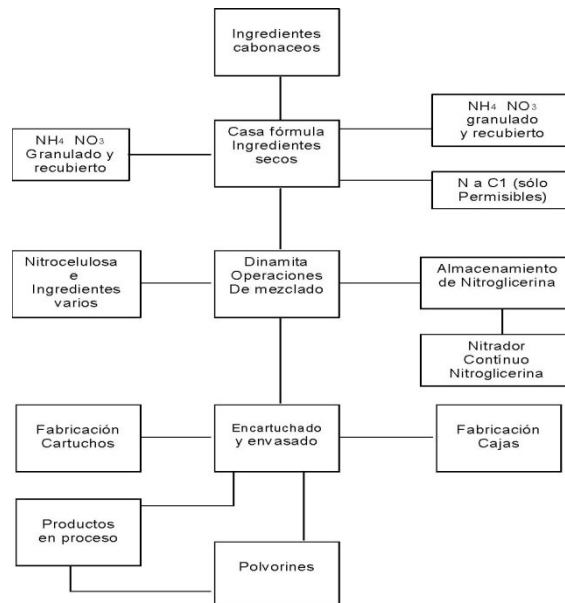 Ingredientes
cabonaceos
NH4 NO3
granulado
y recubierto
NH4 NO3
Granulado y
recubierto
Casa fórmula
Ingredientes
secos
N a C1 (sólo
Permisibles)
Nitrocelulosa
e
Ingredientes
varios
Dinamita
Operaciones
De mezclado
Almacenamiento
de Nitroglicerina
Nitrador
Contínuo
Nitroglicerina
Fabricación
Cartuchos
Encartuchado
y envasado
Fabricación
Cajas
Productos
en proceso
Polvorines